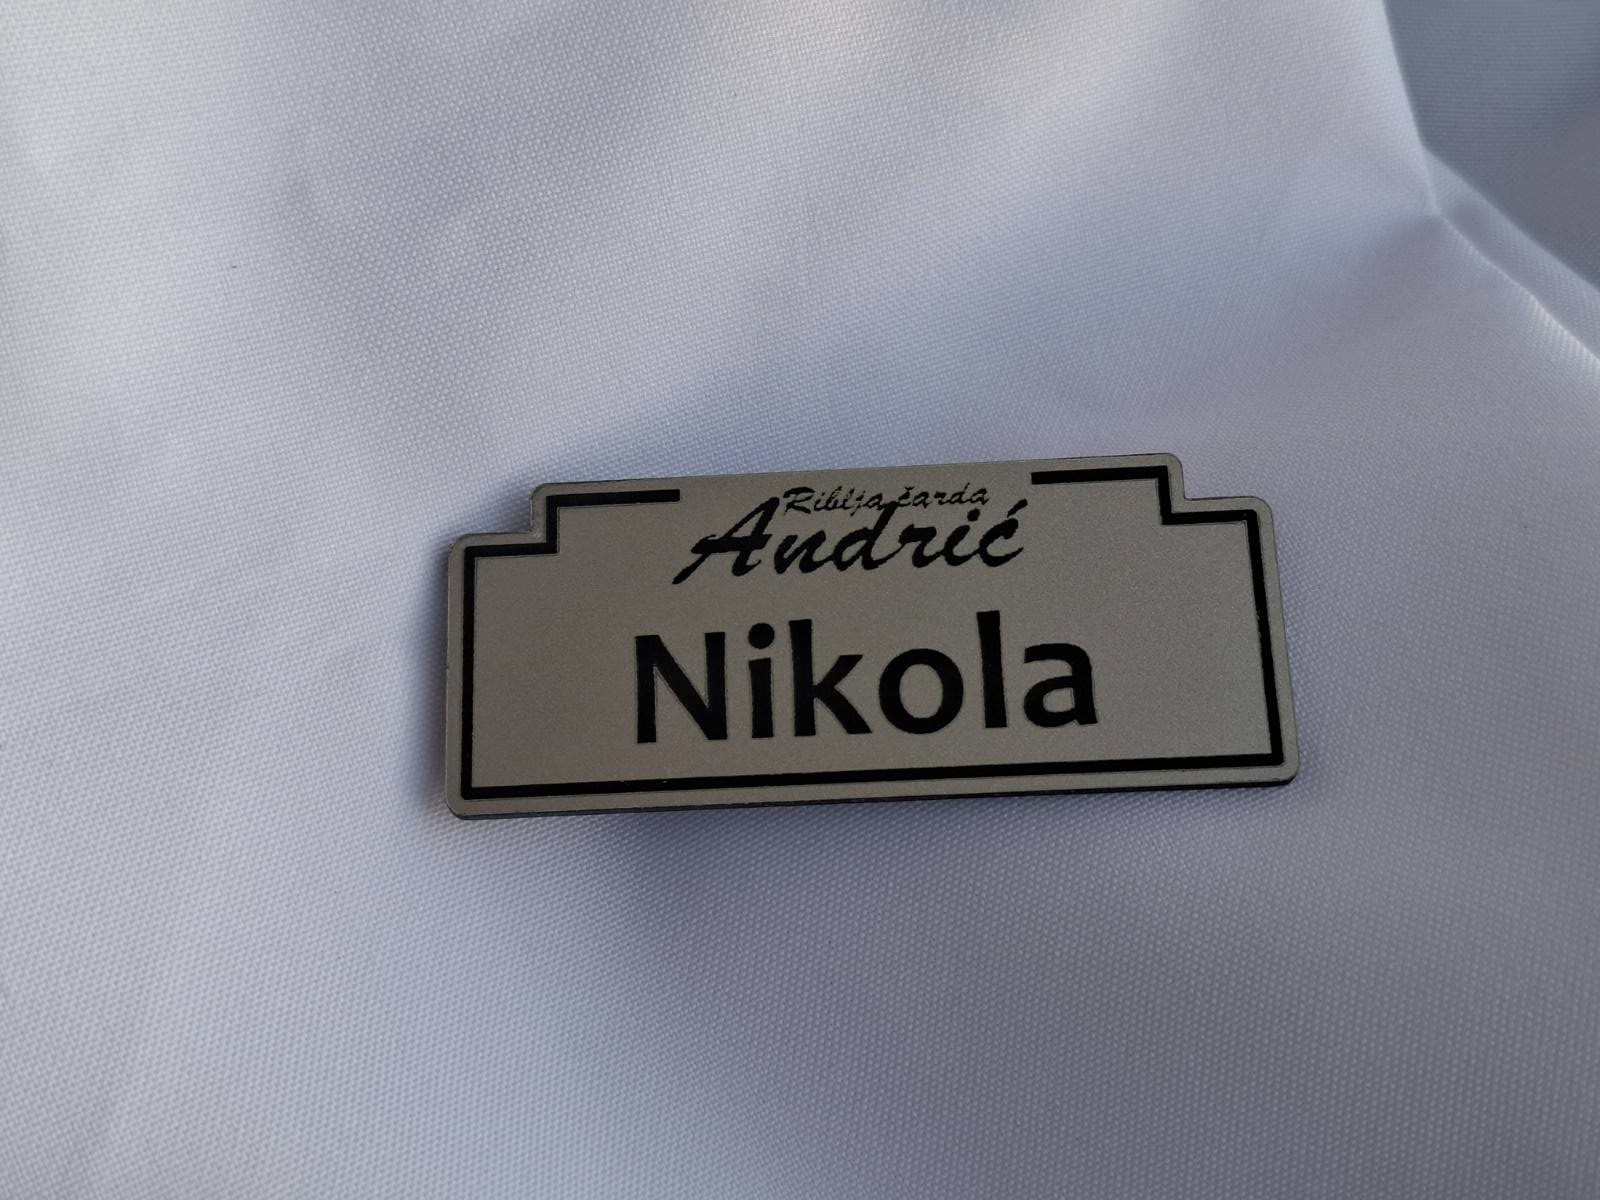 Riblja čarda
Andrić
Nikola